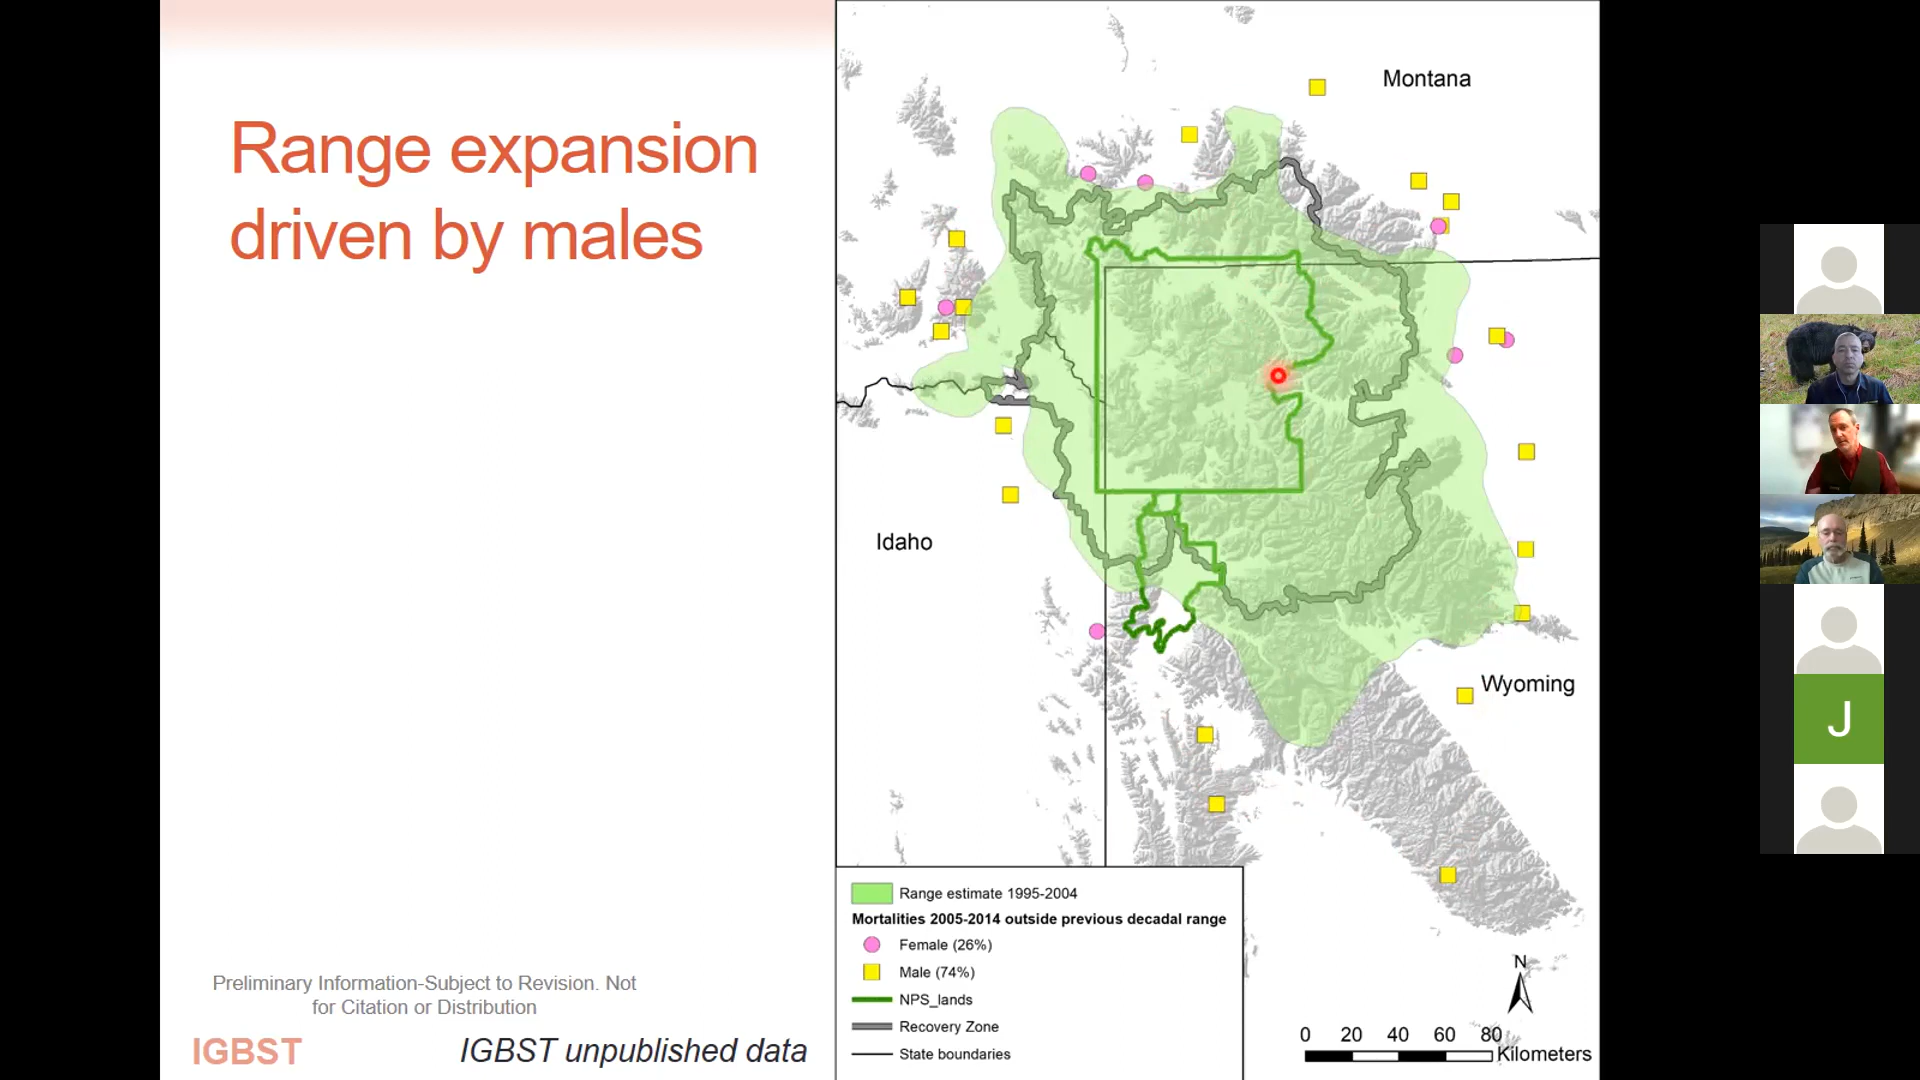 Range expansion
driven by males
Montana
Idaho
Wyoming
Range estimate 1995-2004
Mortalities 2005-2014 outside previous decadal range
Female (26%)
Male (74%)
NPS_lands
Recovery Zone
State boundaries
N
0 20 40 60 80
Kilometers
Preliminary Information-Subject to Revision. Not
for Citation or Distribution
IGBST
IGBST unpublished data
J